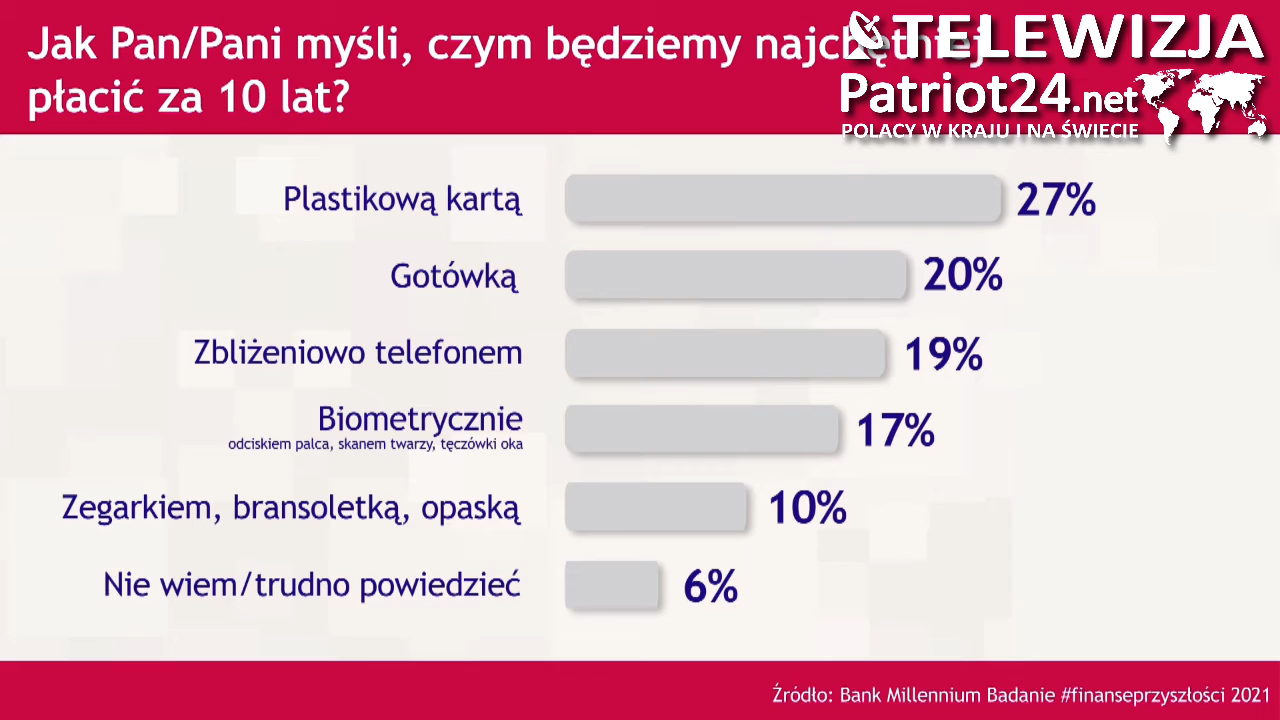 Jak Pan/Pani myśli, czym będziemy najchętniej
płacić za 10 lat?
TELEWIZJA
Patriot24.net
POLACY W KRAJU I NA ŚWIECIE
Plastikową kartą 27%
Gotówką 20%
Zbliżeniowo telefonem 19%
Biometrycznie 17%
odciskiem palca, skanem twarzy, tęczówki oka
Zegarkiem, bransoletką, opaską 10%
Nie wiem/trudno powiedzieć 6%
Źródło: Bank Millennium Badanie #finanseprzyszłości 2021